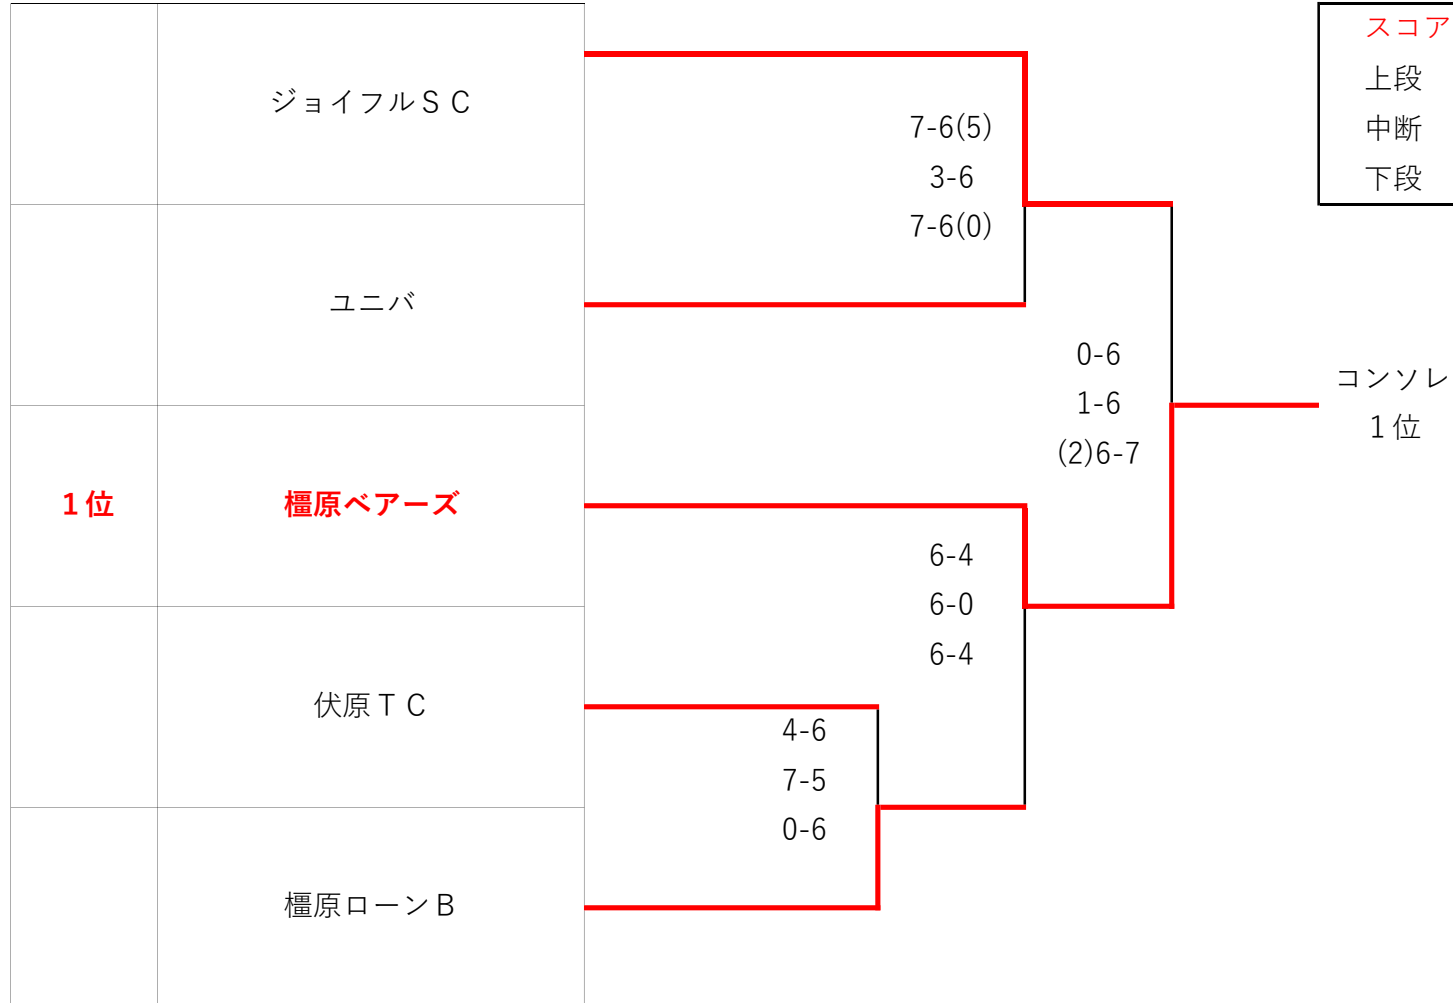 スコア
上段
中断
下段
ジョイフルＳＣ
7-6(5)
3-6
7-6(0)
ユニバ
0-6
1-6
(2)6-7
コンソレ
１位
１位
橿原ベアーズ
6-4
6-0
6-4
伏原ＴＣ
4-6
7-5
0-6
橿原ローンＢ